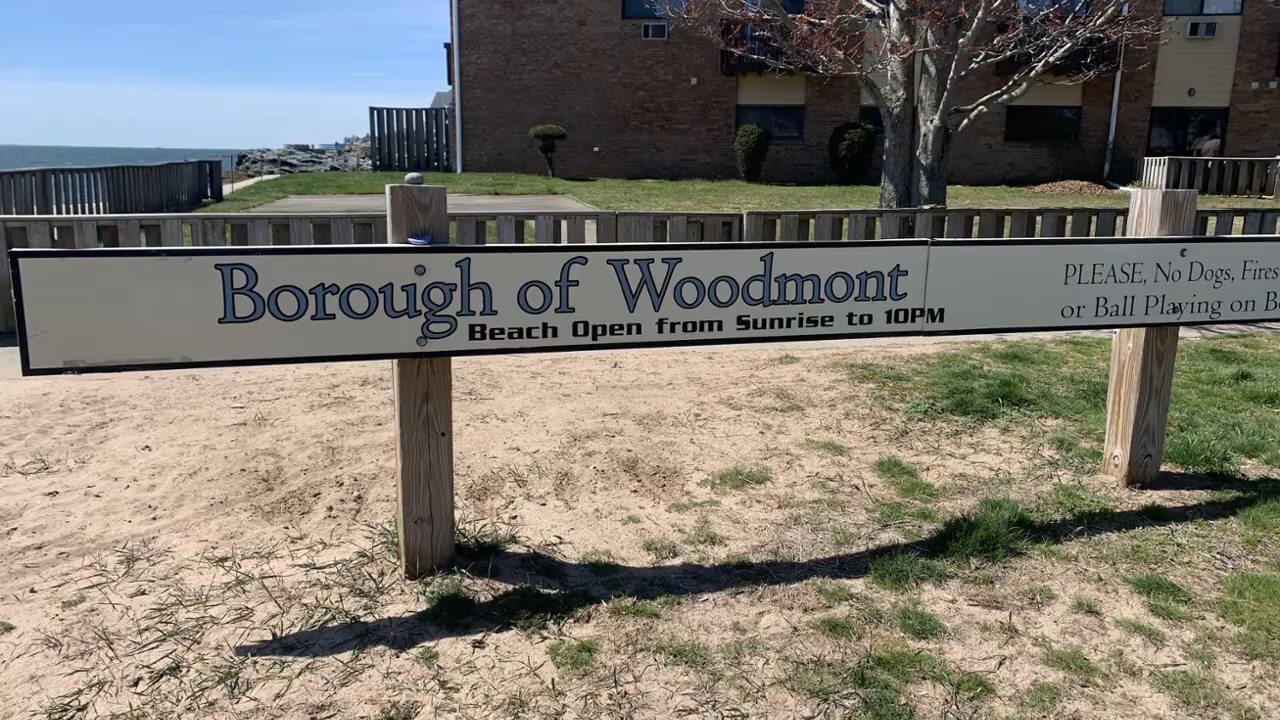 Borough of Woodmont
Beach Open from Sunrise to 10PM
PLEASE, No Dogs, Fires
or Ball Playing on